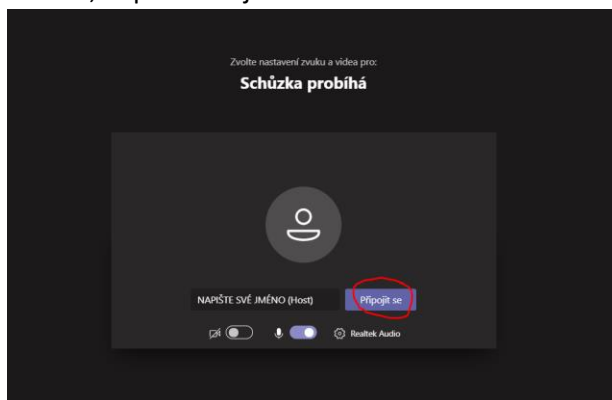 Zvolte nastavení zvuku a videa pro:
Schůzka probíhá
NAPIŠTE SVÉ JMÉNO (Host)
Připojit se
Realtek Audio